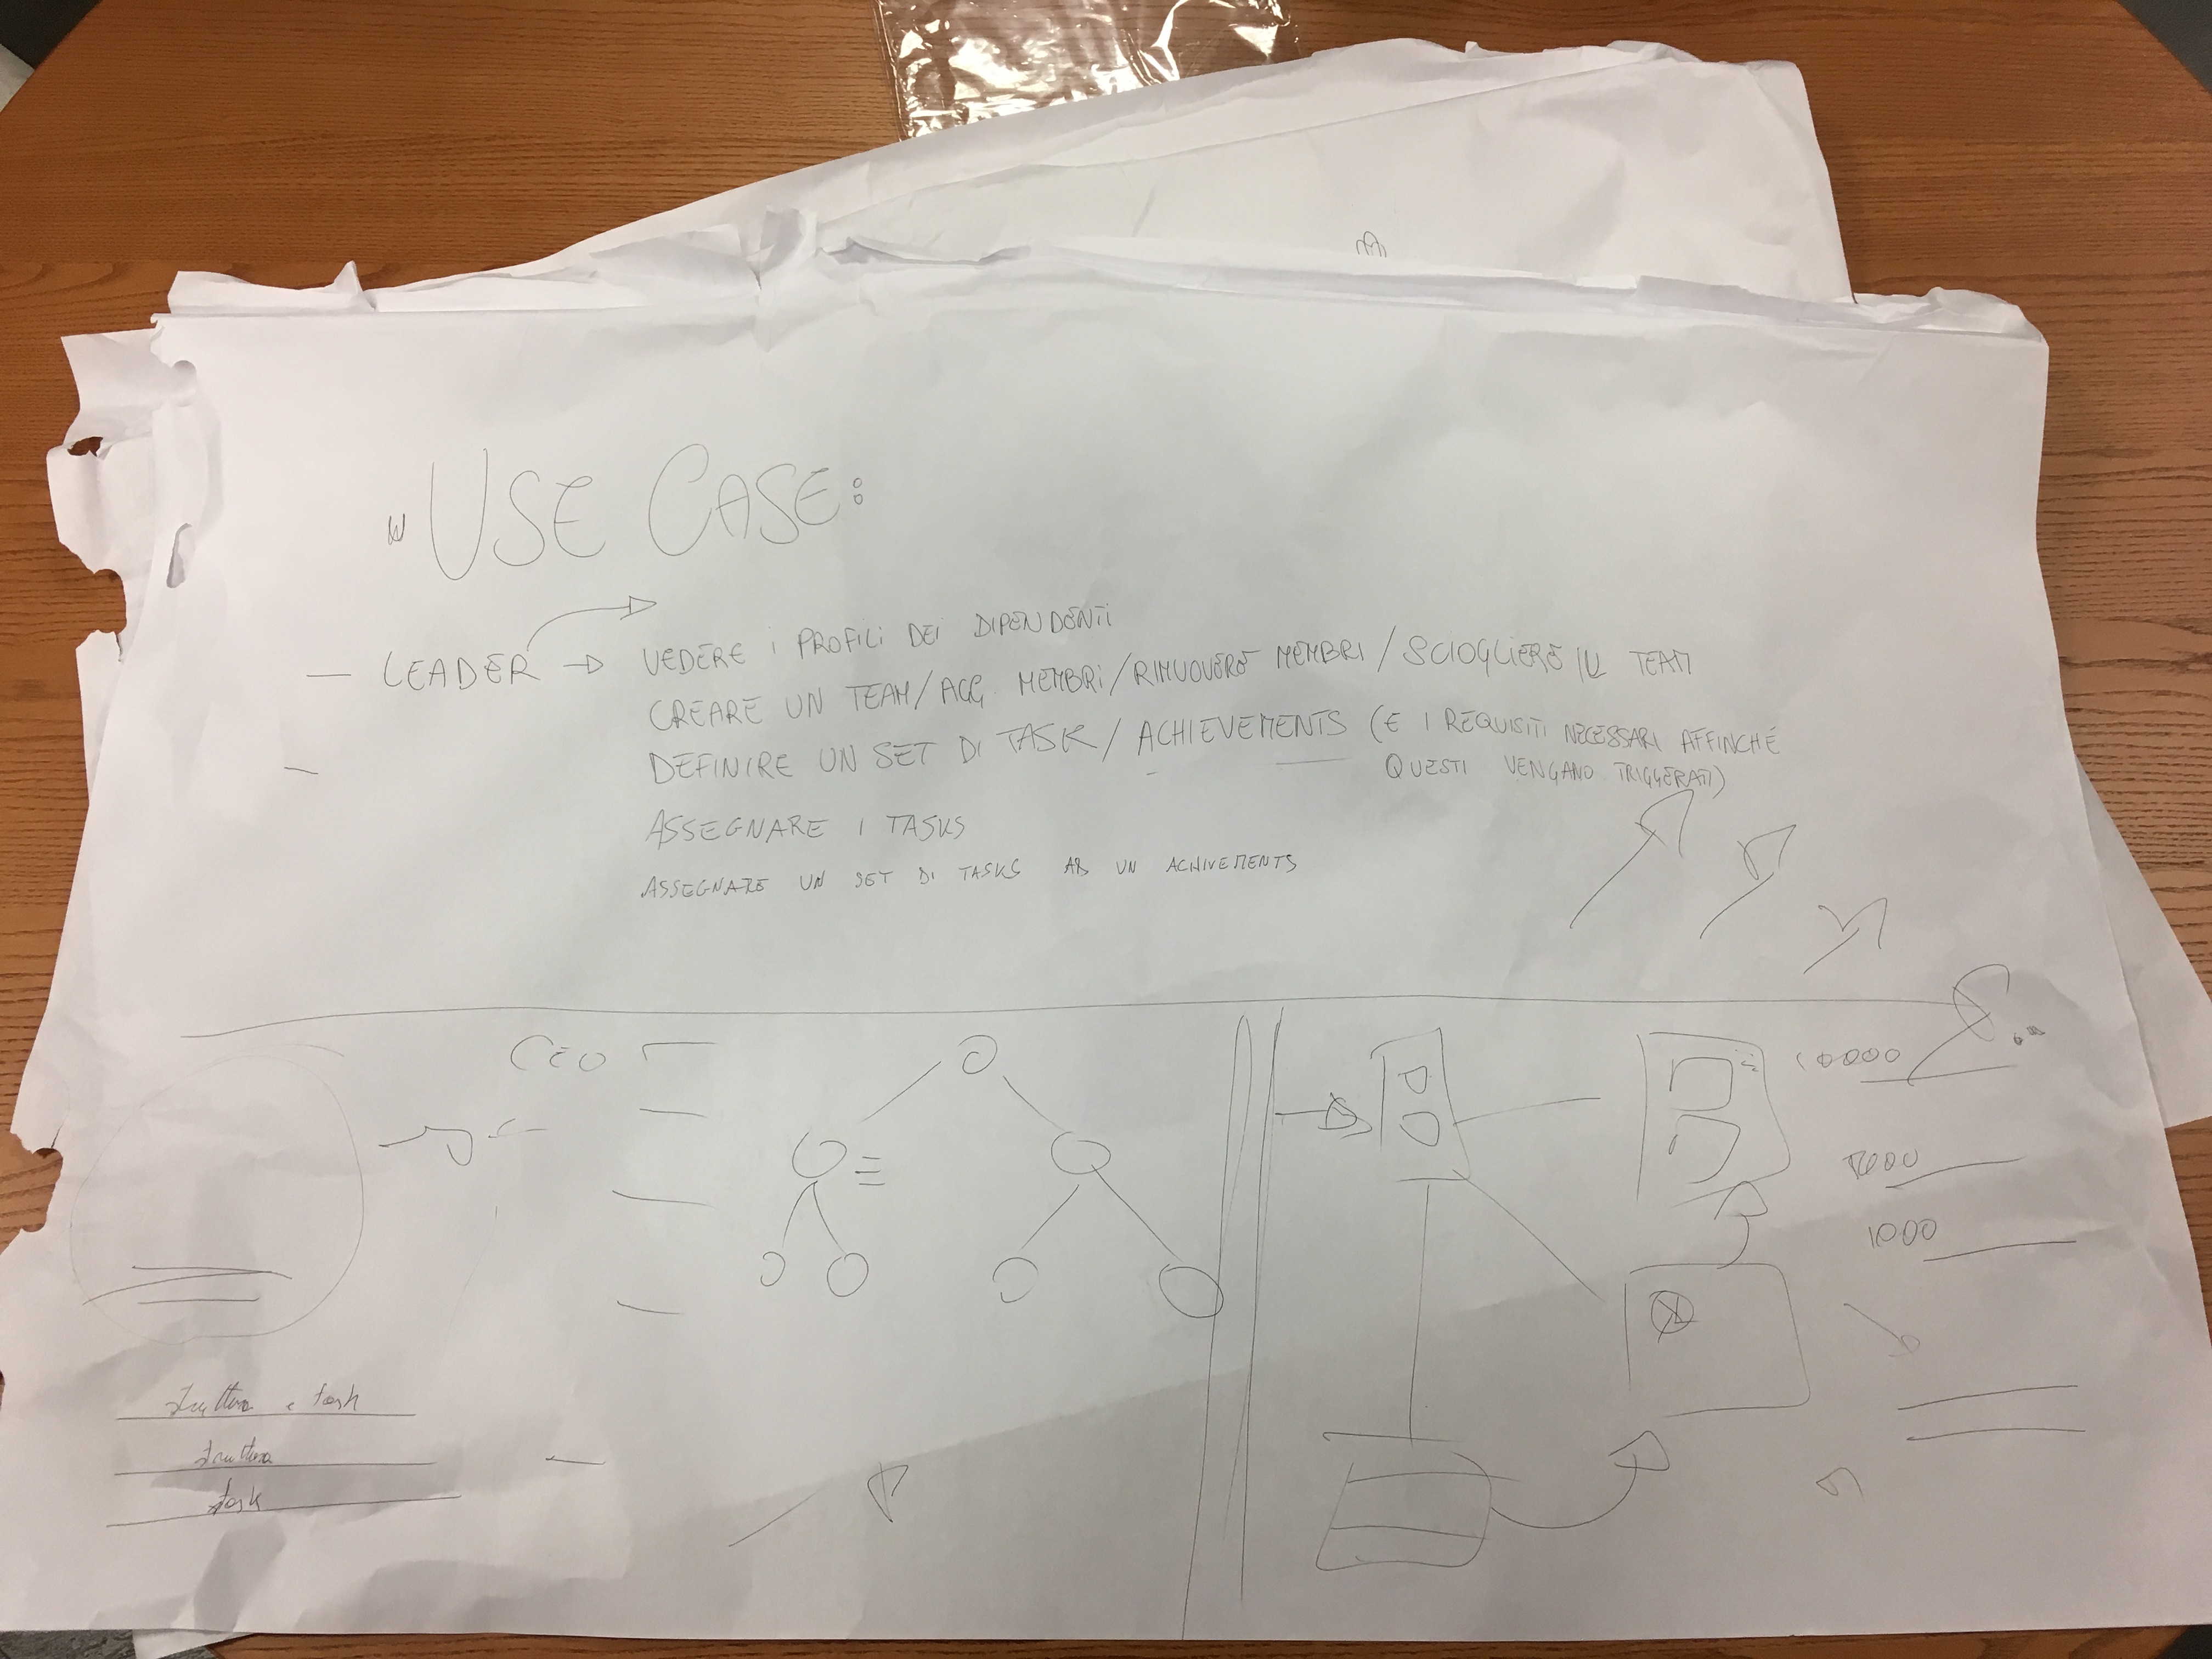 USE CASE:
LEADER
VEDERE I PROFILI DEI DIPENDENTI
CREARE UN TEAM/AGG. MEMBRI/RIMUOVERE MEMBRI/SCIOGLIERE IL TEAM
DEFINIRE UN SET DI TASK/ACHIEVEMENTS (E I REQUISITI NECESSARI AFFINCHÉ
QUESTI VENGANO TRIGGERATI)
ASSEGNARE I TASKS
ASSEGNARE UN SET DI TASKS AD UN ACHIVEMENTS
CEO
10000
1000
struttura e task
struttura
task